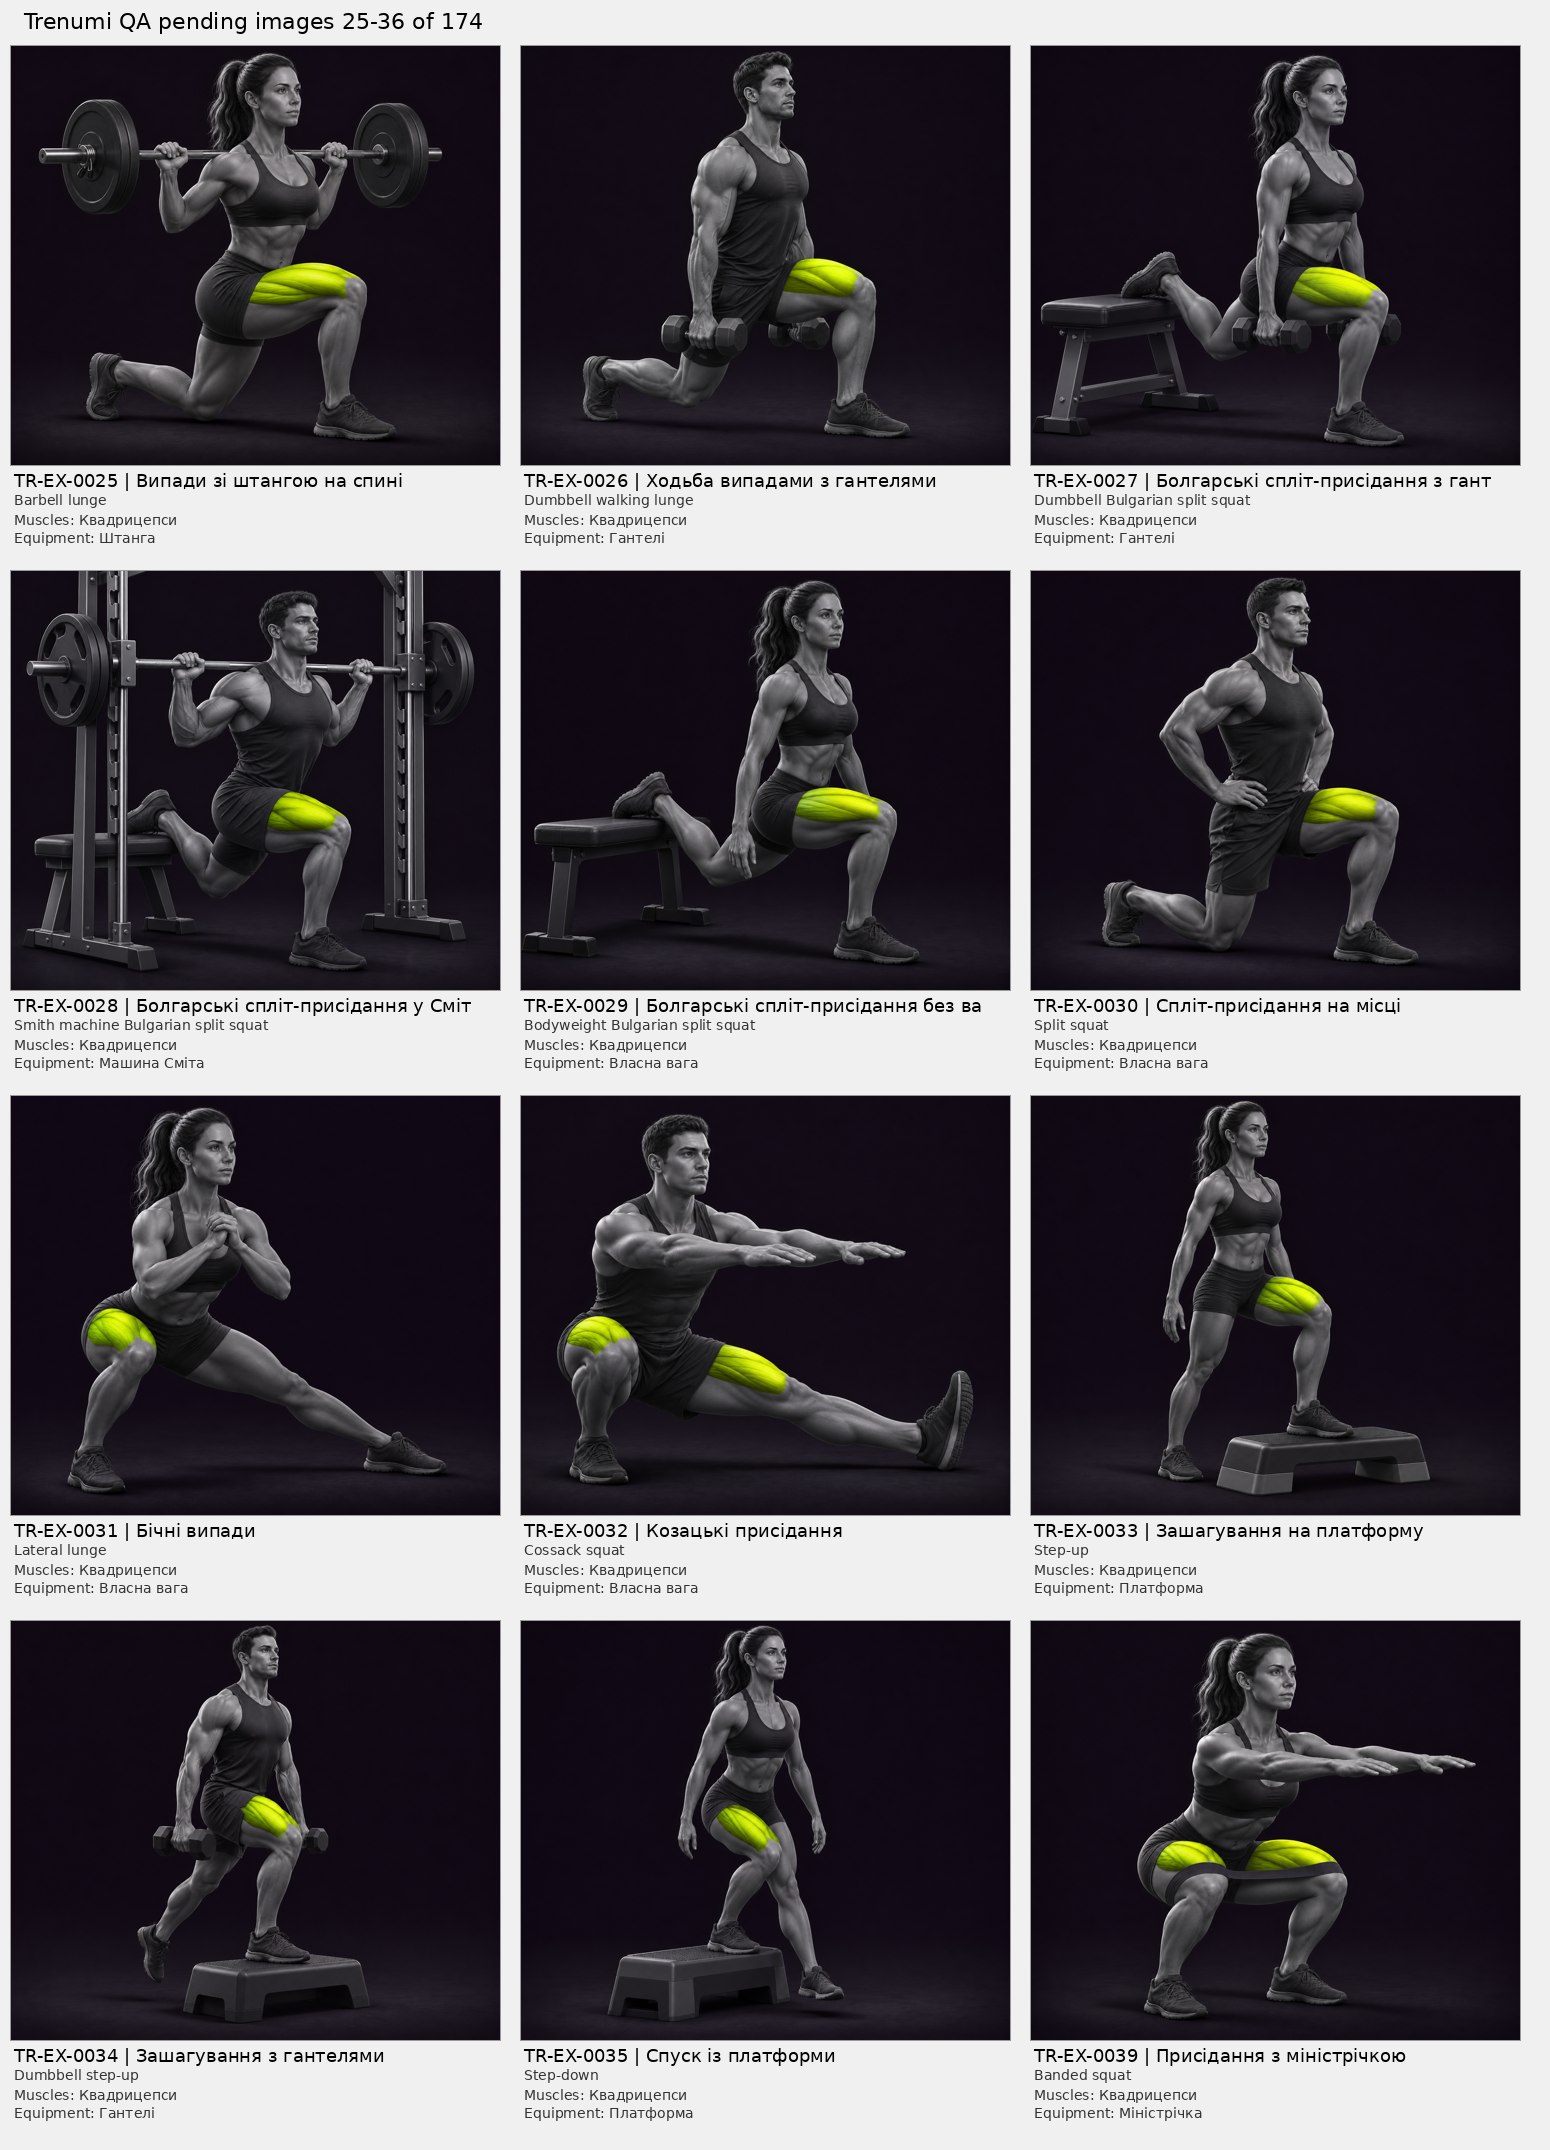 Trenumi QA pending images 25-36 of 174
TR-EX-0025 | Випади зі штангою на спині
Barbell lunge
Muscles: Квадрицепси
Equipment: Штанга
TR-EX-0026 | Ходьба випадами з гантелями
Dumbbell walking lunge
Muscles: Квадрицепси
Equipment: Гантелі
TR-EX-0027 | Болгарські спліт-присідання з гант
Dumbbell Bulgarian split squat
Muscles: Квадрицепси
Equipment: Гантелі
TR-EX-0028 | Болгарські спліт-присідання у Сміт
Smith machine Bulgarian split squat
Muscles: Квадрицепси
Equipment: Машина Сміта
TR-EX-0029 | Болгарські спліт-присідання без ва
Bodyweight Bulgarian split squat
Muscles: Квадрицепси
Equipment: Власна вага
TR-EX-0030 | Спліт-присідання на місці
Split squat
Muscles: Квадрицепси
Equipment: Власна вага
TR-EX-0031 | Бічні випади
Lateral lunge
Muscles: Квадрицепси
Equipment: Власна вага
TR-EX-0032 | Козацькі присідання
Cossack squat
Muscles: Квадрицепси
Equipment: Власна вага
TR-EX-0033 | Зашагування на платформу
Step-up
Muscles: Квадрицепси
Equipment: Платформа
TR-EX-0034 | Зашагування з гантелями
Dumbbell step-up
Muscles: Квадрицепси
Equipment: Гантелі
TR-EX-0035 | Спуск із платформи
Step-down
Muscles: Квадрицепси
Equipment: Платформа
TR-EX-0039 | Присідання з міністрічкою
Banded squat
Muscles: Квадрицепси
Equipment: Міністрічка